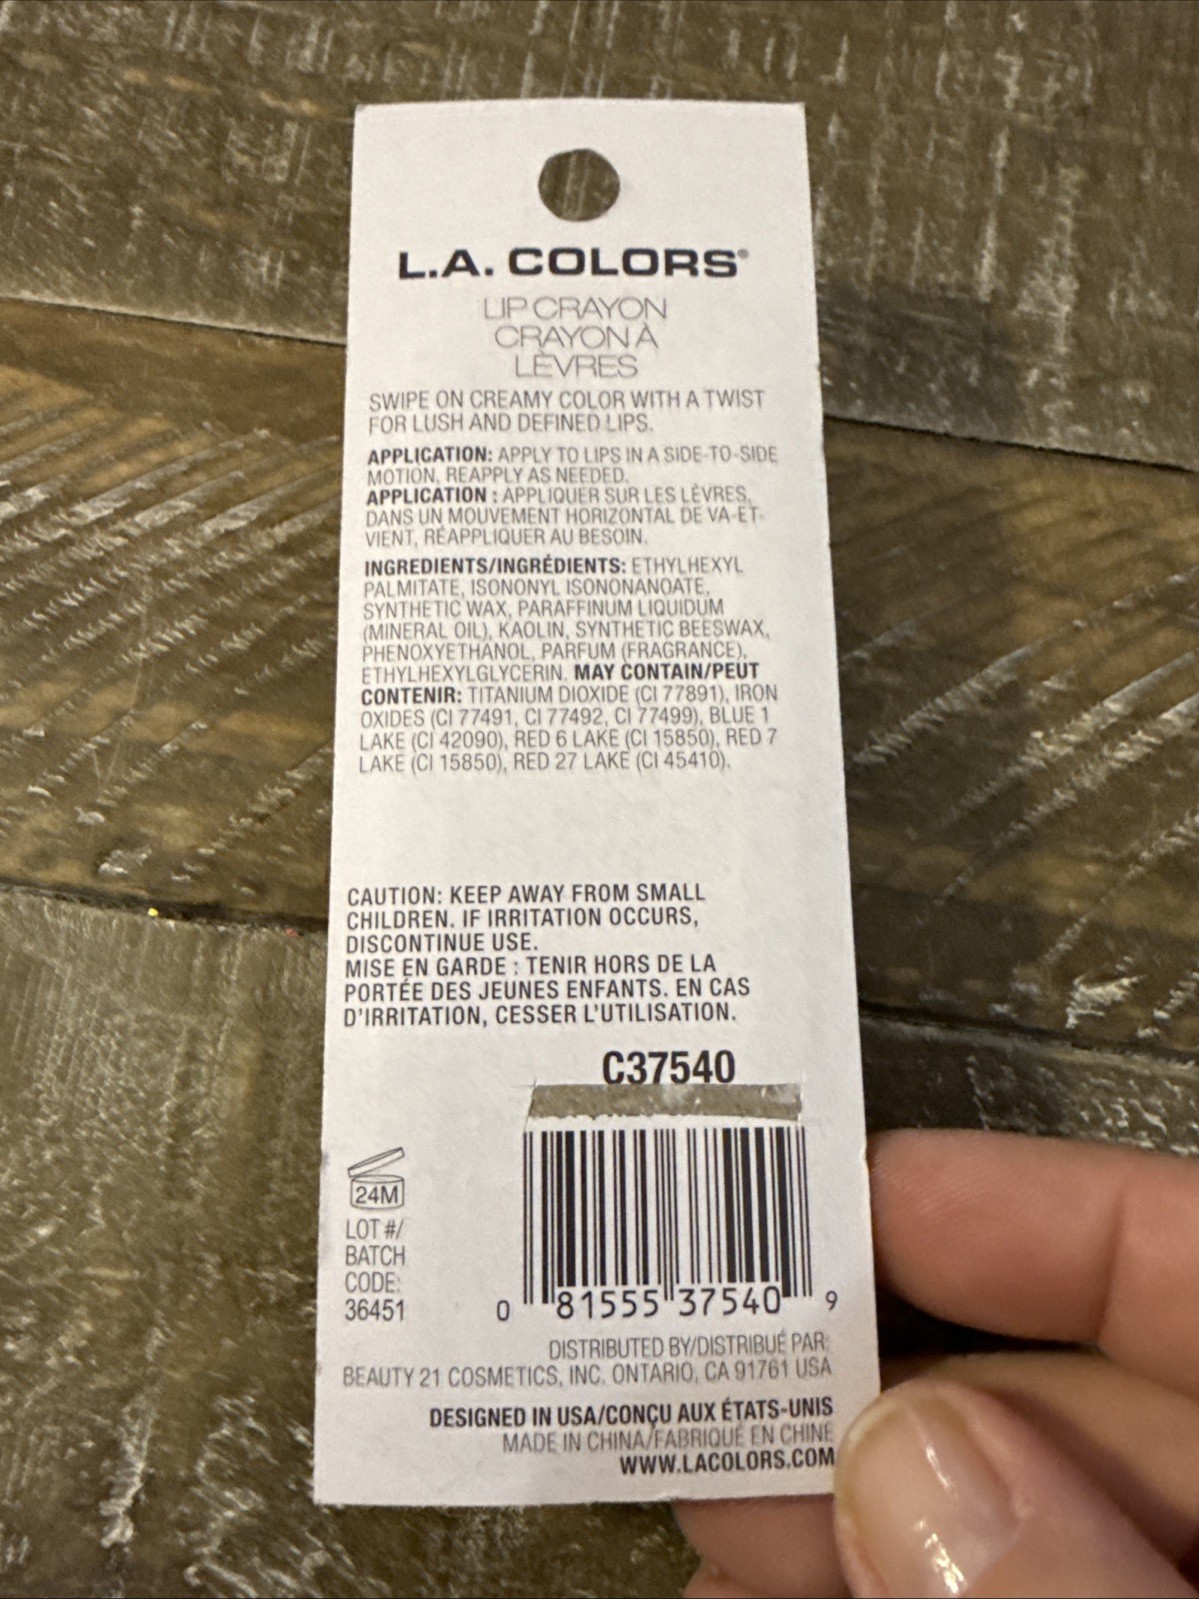 L.A. COLORS®
LIP CRAYON
CRAYON À
LÈVRES
SWIPE ON CREAMY COLOR WITH A TWIST
FOR LUSH AND DEFINED LIPS.
APPLICATION: APPLY TO LIPS IN A SIDE-TO-SIDE
MOTION, REAPPLY AS NEEDED.
APPLICATION : APPLIQUER SUR LES LÈVRES,
DANS UN MOUVEMENT HORIZONTAL DE VA-ET-
VIENT, RÉAPPLIQUER AU BESOIN.
INGREDIENTS/INGRÉDIENTS: ETHYLHEXYL
PALMITATE, ISONONYL ISONONANOATE,
SYNTHETIC WAX, PARAFFINUM LIQUIDUM
(MINERAL OIL), KAOLIN, SYNTHETIC BEESWAX,
PHENOXYETHANOL, PARFUM (FRAGRANCE),
ETHYLHEXYLGLYCERIN. MAY CONTAIN/PEUT
CONTENIR: TITANIUM DIOXIDE (CI 77891), IRON
OXIDES (CI 77491, CI 77492, CI 77499), BLUE 1
LAKE (CI 42090), RED 6 LAKE (CI 15850), RED 7
LAKE (CI 15850), RED 27 LAKE (CI 45410).
CAUTION: KEEP AWAY FROM SMALL
CHILDREN. IF IRRITATION OCCURS,
DISCONTINUE USE.
MISE EN GARDE : TENIR HORS DE LA
PORTÉE DES JEUNES ENFANTS. EN CAS
D'IRRITATION, CESSER L'UTILISATION.
C37540
24M
LOT #/
BATCH
CODE:
36451
0 81555 37540 9
DISTRIBUTED BY/DISTRIBUÉ PAR:
BEAUTY 21 COSMETICS, INC. ONTARIO, CA 91761 USA
DESIGNED IN USA/CONÇU AUX ÉTATS-UNIS
MADE IN CHINA/FABRIQUÉ EN CHINE
WWW.LACOLORS.COM